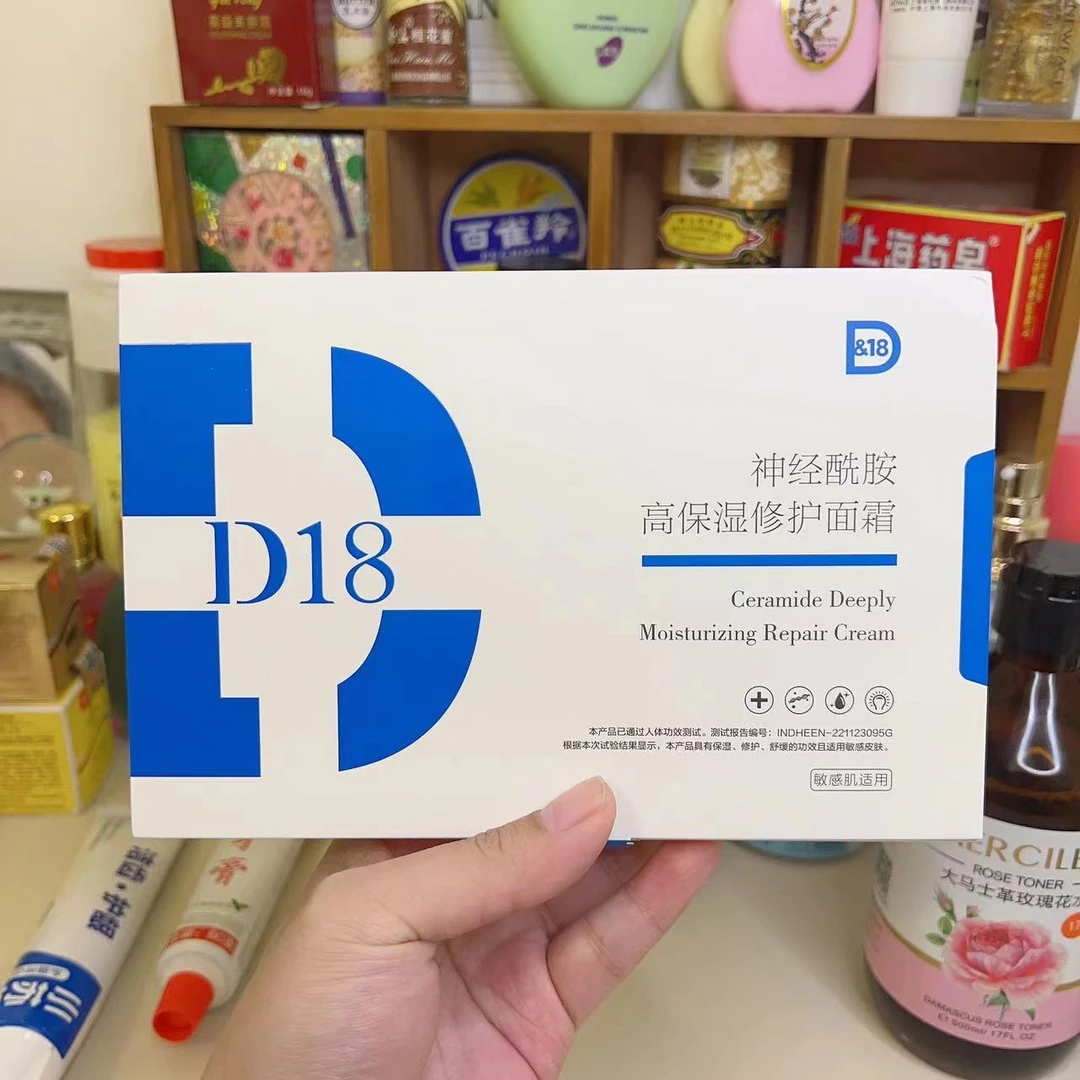 百雀羚
PECHOIN
上海药皂
&18
D18
神经酰胺
高保湿修护面霜
Ceramide Deeply
Moisturizing Repair Cream
本产品已通过人体功效测试。测试报告编号：INDHEEN-221123095G
根据本次试验结果显示，本产品具有保湿、修护、舒缓的功效且适用敏感皮肤。
敏感肌适用
ROSE TONER
大马士革玫瑰花水
DAMASCUS ROSE TONER
500ml/ 17FL.OZ